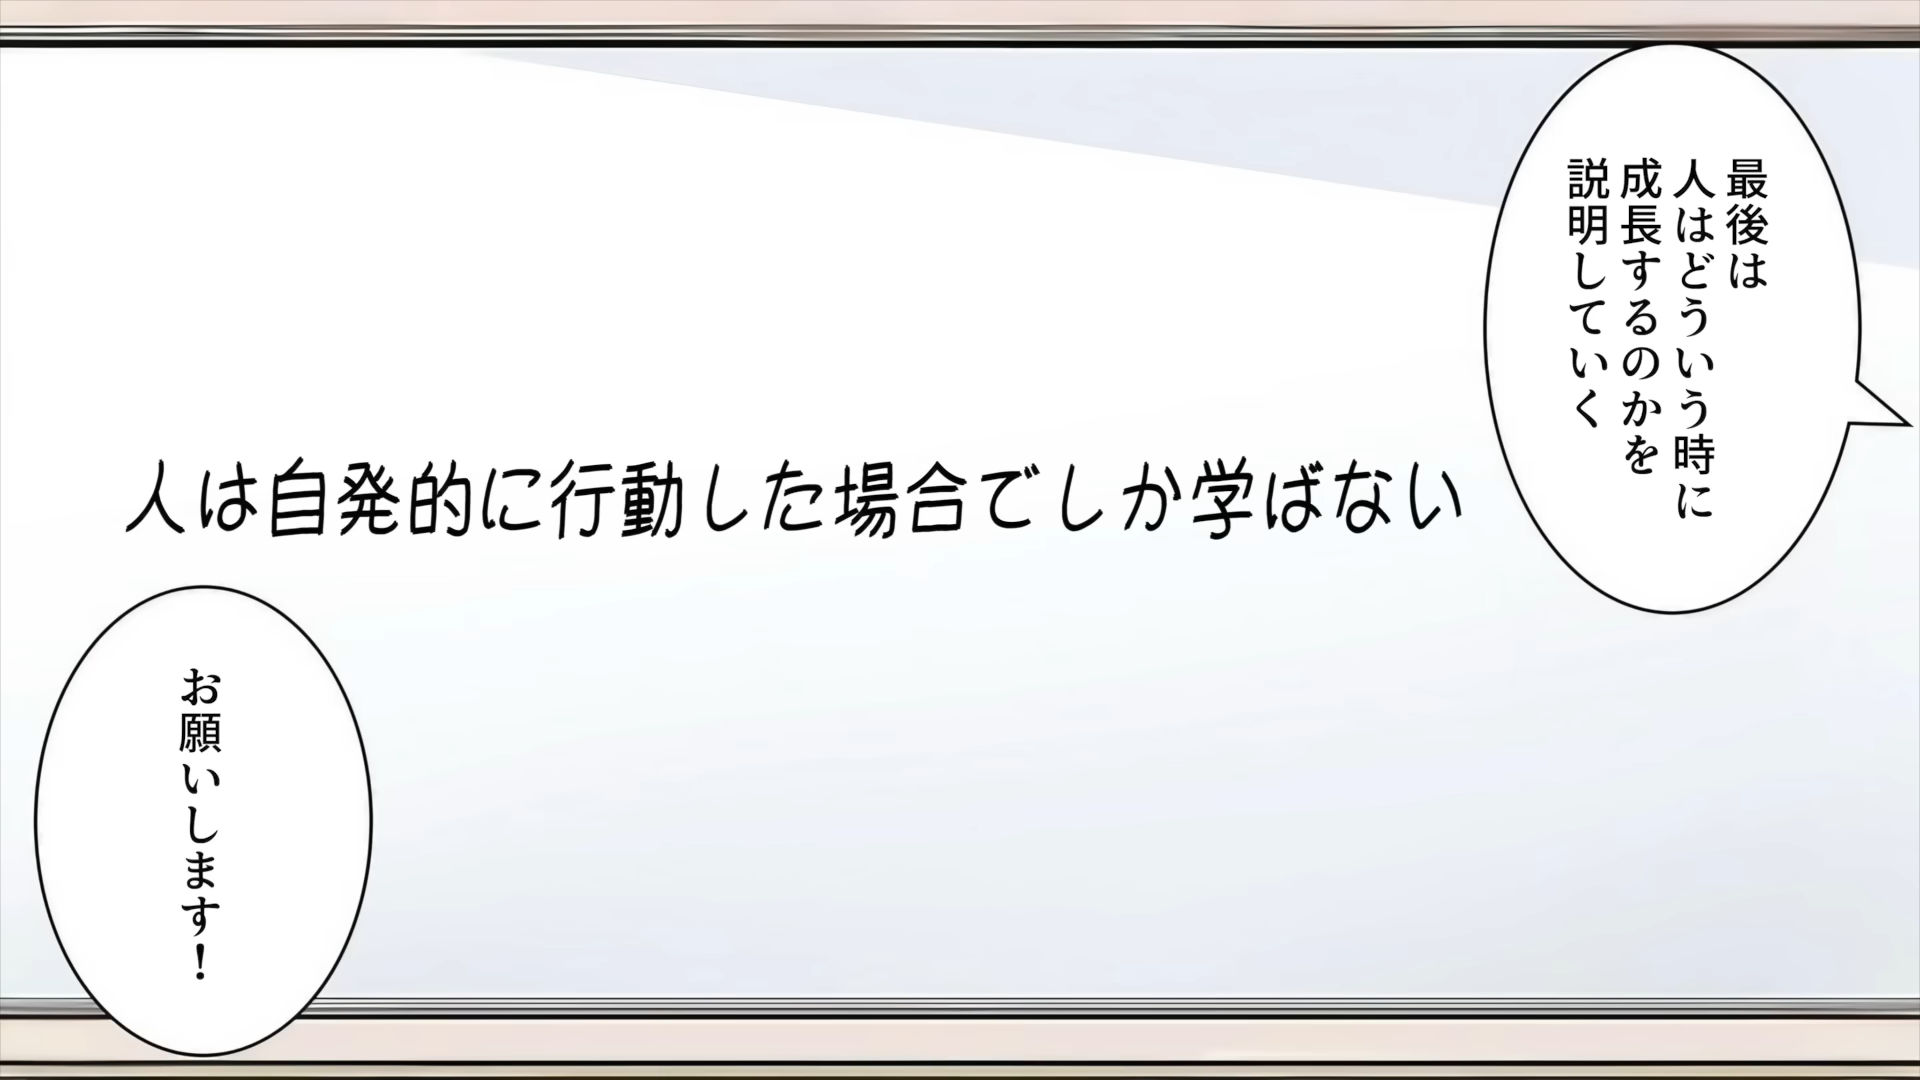 最後は
人はどういう時に
成長するのかを
説明していく
人は自発的に行動した場合でしか学ばない
お願いします！